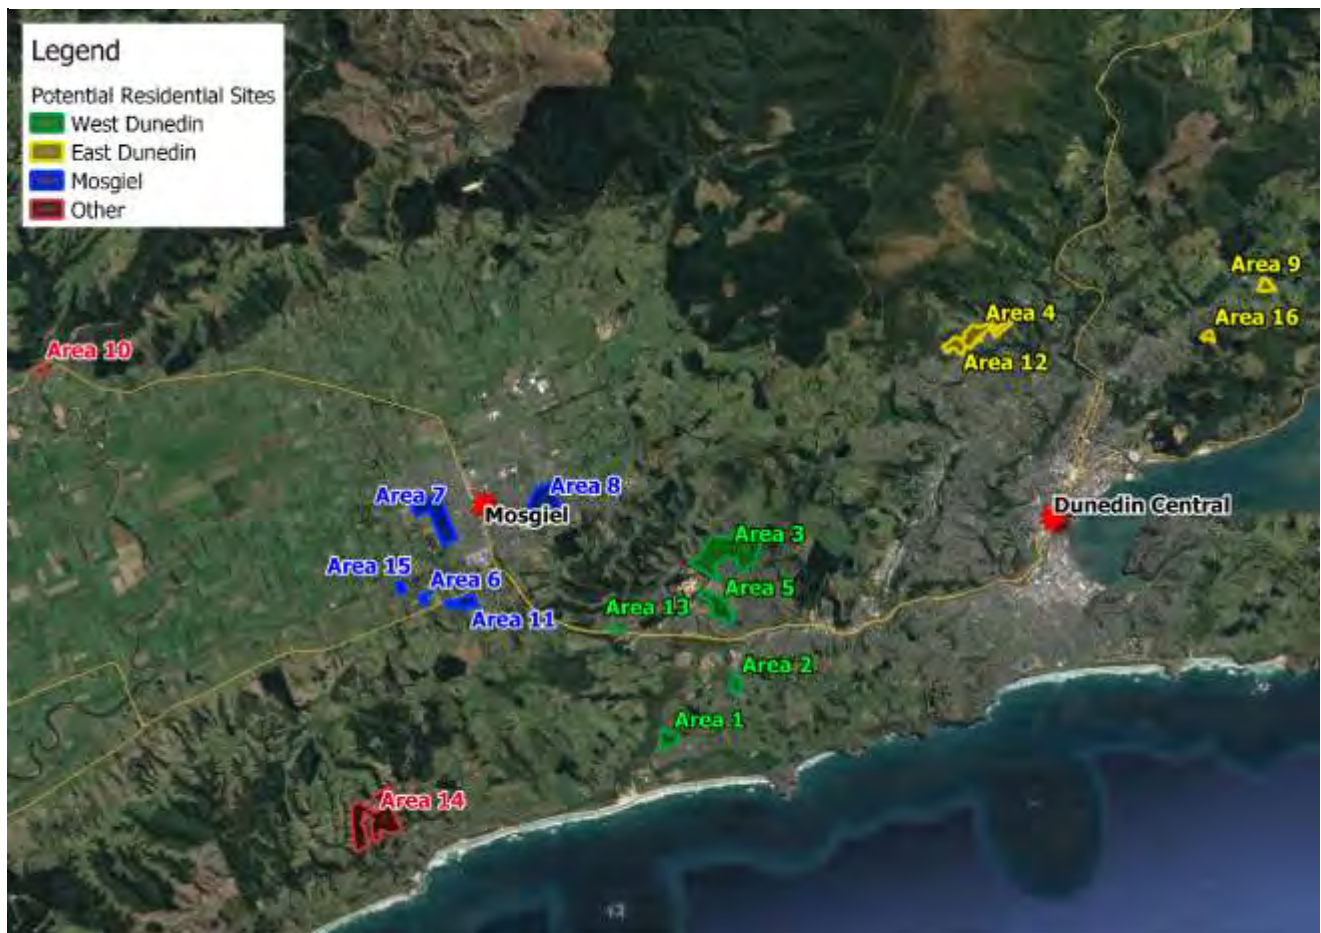 Legend
Potential Residential Sites
West Dunedin
East Dunedin
Mosgiel
Other
Area 9
Area 4
Area 16
Area 10
Area 12
Area 7
Area 8
Mosgiel
Dunedin Central
Area 3
Area 15
Area 6
Area 5
Area 13
Area 11
Area 2
Area 1
Area 14